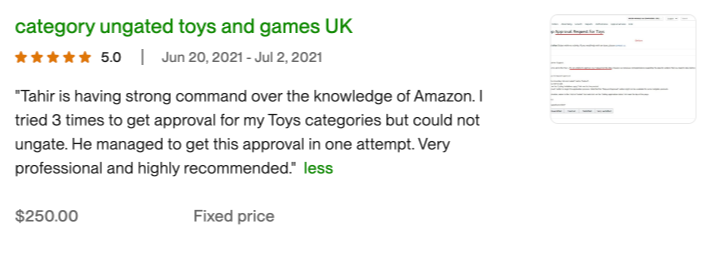 category ungated toys and games UK
5.0 | Jun 20, 2021 - Jul 2, 2021
"Tahir is having strong command over the knowledge of Amazon. I
tried 3 times to get approval for my Toys categories but could not
ungate. He managed to get this approval in one attempt. Very
professional and highly recommended." less
$250.00 Fixed price
Approval Request for Toys